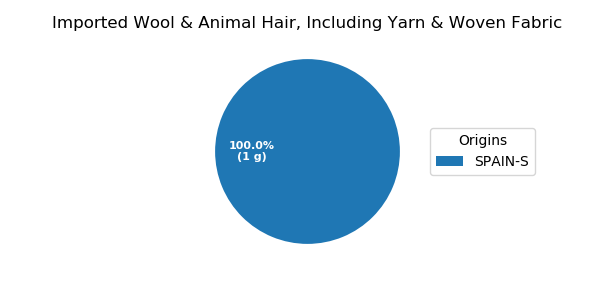 Imported Wool & Animal Hair, Including Yarn & Woven Fabric
100.0%
(1 g)
Origins
SPAIN-S